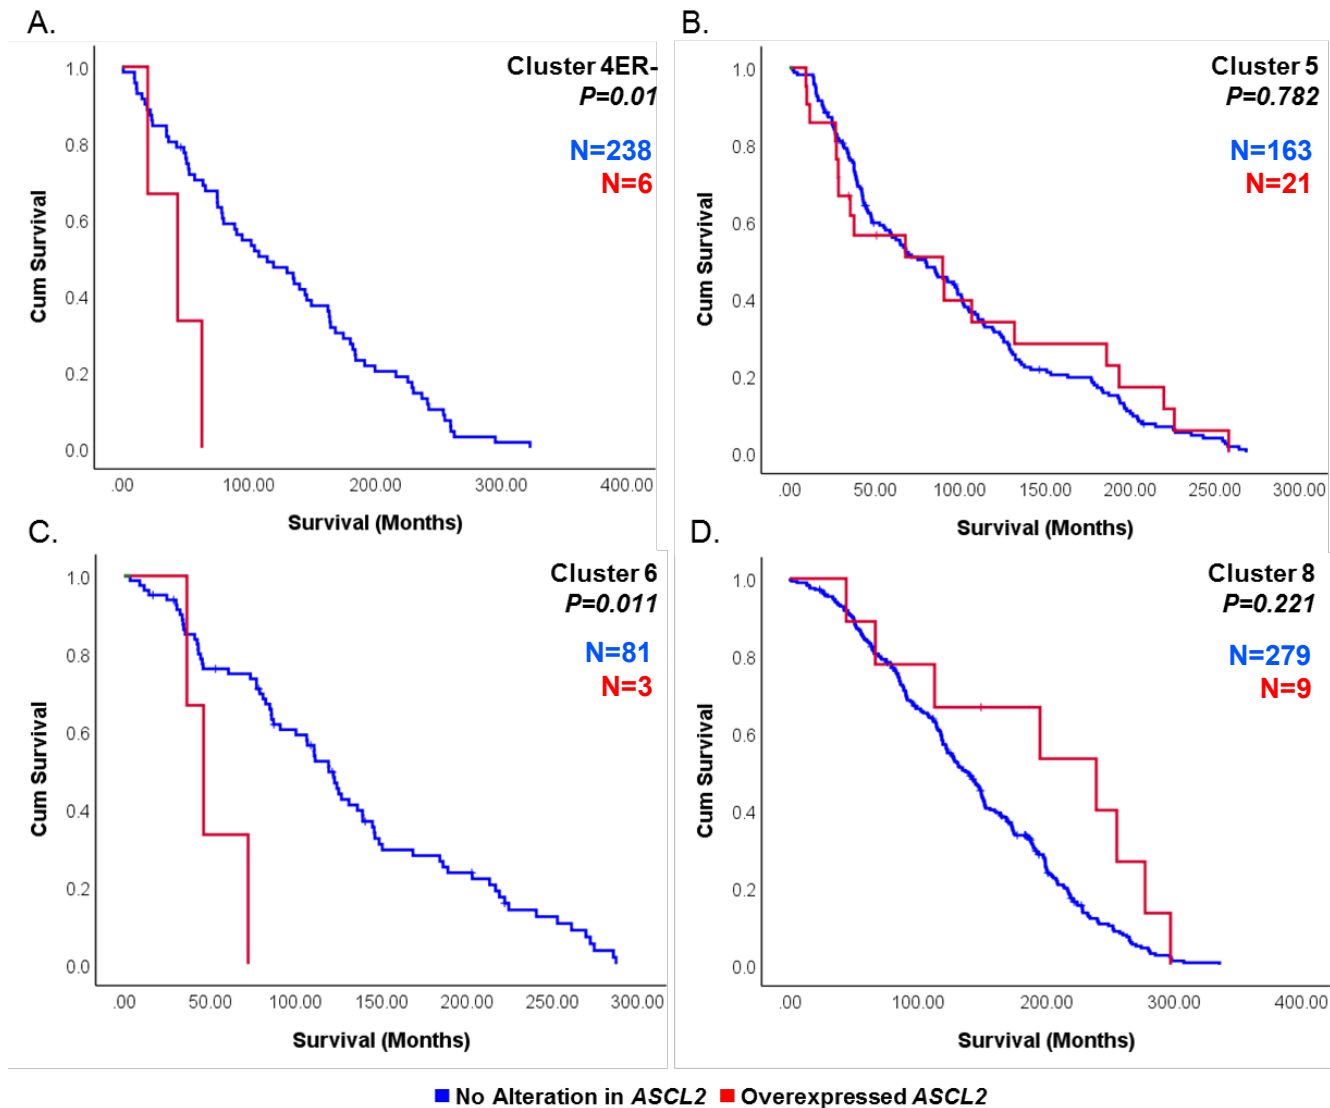 A.
Cluster 4ER-
P=0.01
N=238
N=6
Cum Survival
1.0
0.8
0.6
0.4
0.2
0.0
.00 100.00 200.00 300.00 400.00
Survival (Months)
B.
Cluster 5
P=0.782
N=163
N=21
Cum Survival
1.0
0.8
0.6
0.4
0.2
0.0
.00 50.00 100.00 150.00 200.00 250.00 300.00
Survival (Months)
C.
Cluster 6
P=0.011
N=81
N=3
Cum Survival
1.0
0.8
0.6
0.4
0.2
0.0
.00 50.00 100.00 150.00 200.00 250.00 300.00
Survival (Months)
D.
Cluster 8
P=0.221
N=279
N=9
Cum Survival
1.0
0.8
0.6
0.4
0.2
0.0
.00 100.00 200.00 300.00 400.00
Survival (Months)
No Alteration in ASCL2 Overexpressed ASCL2